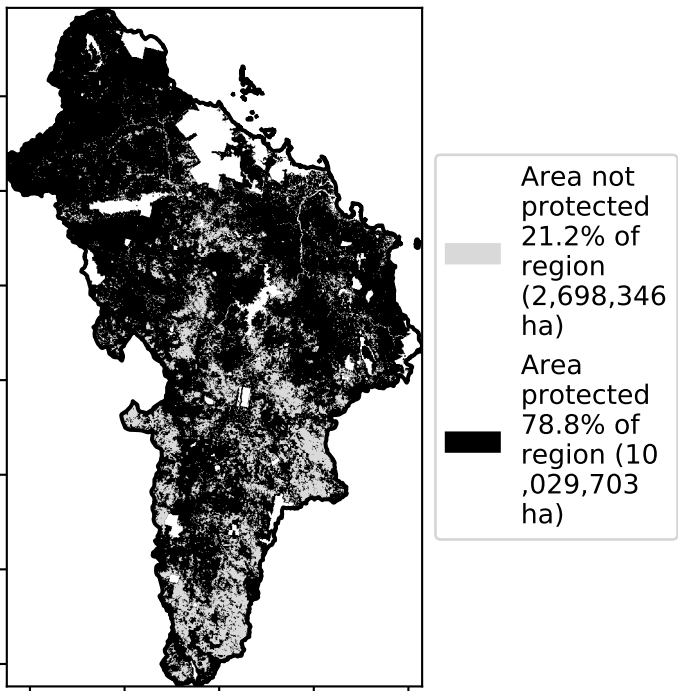 Area not
protected
21.2% of
region
(2,698,346
ha)
Area
protected
78.8% of
region (10
,029,703
ha)